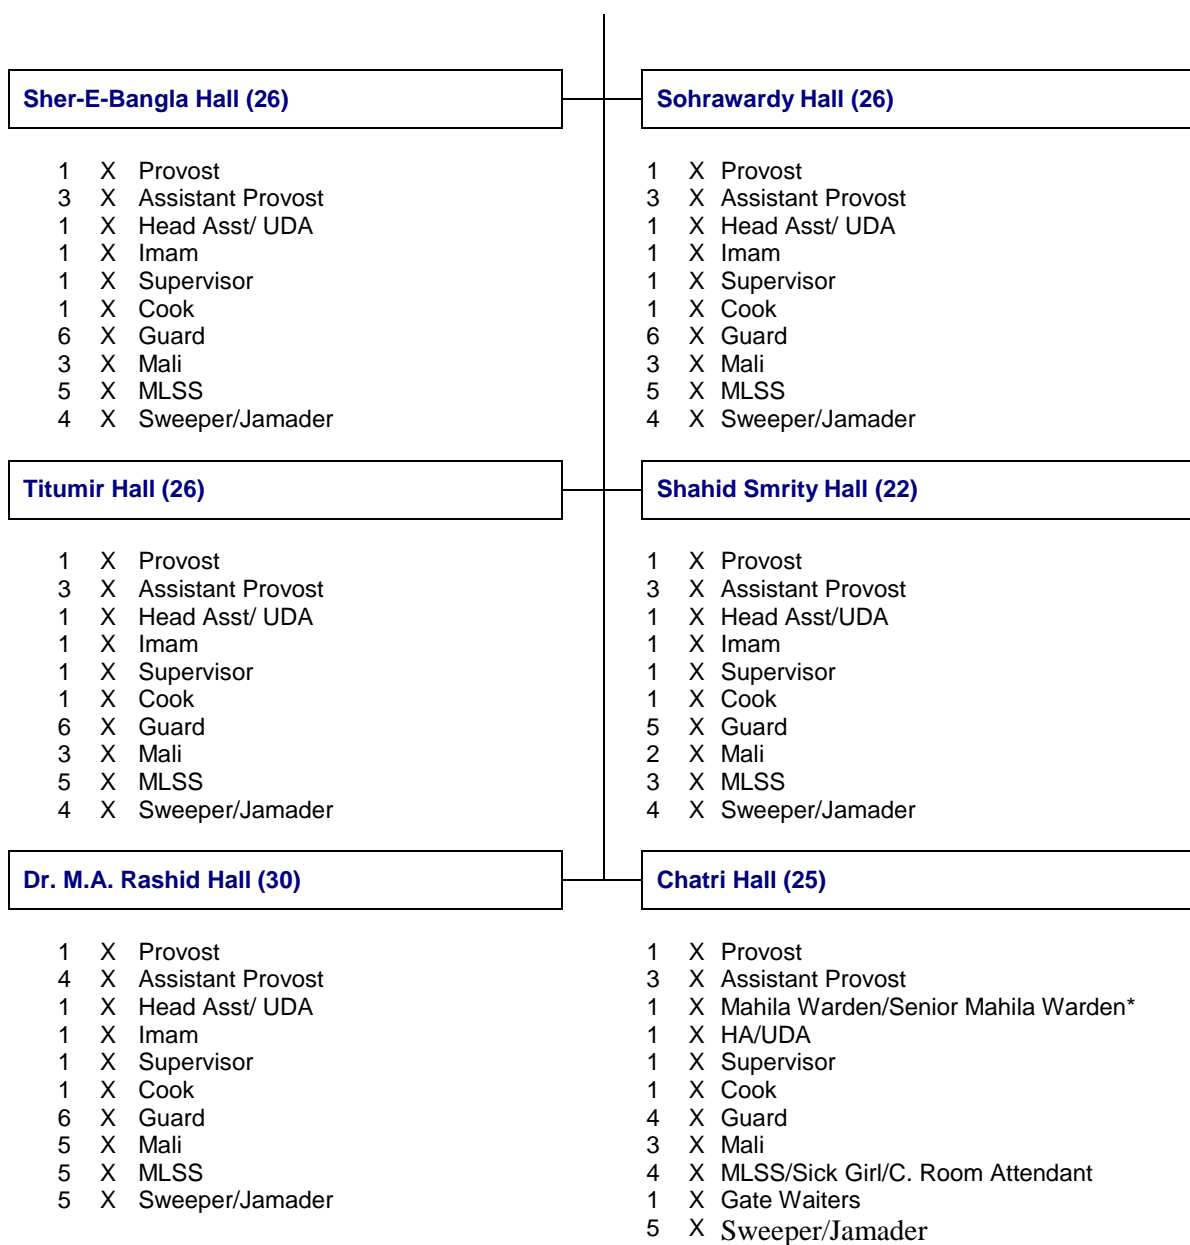 Sher-E-Bangla Hall (26)
1 X Provost
3 X Assistant Provost
1 X Head Asst/ UDA
1 X Imam
1 X Supervisor
1 X Cook
6 X Guard
3 X Mali
5 X MLSS
4 X Sweeper/Jamader
Sohrawardy Hall (26)
1 X Provost
3 X Assistant Provost
1 X Head Asst/ UDA
1 X Imam
1 X Supervisor
1 X Cook
6 X Guard
3 X Mali
5 X MLSS
4 X Sweeper/Jamader
Titumir Hall (26)
1 X Provost
3 X Assistant Provost
1 X Head Asst/ UDA
1 X Imam
1 X Supervisor
1 X Cook
6 X Guard
3 X Mali
5 X MLSS
4 X Sweeper/Jamader
Shahid Smrity Hall (22)
1 X Provost
3 X Assistant Provost
1 X Head Asst/UDA
1 X Imam
1 X Supervisor
1 X Cook
5 X Guard
2 X Mali
3 X MLSS
4 X Sweeper/Jamader
Dr. M.A. Rashid Hall (30)
1 X Provost
4 X Assistant Provost
1 X Head Asst/ UDA
1 X Imam
1 X Supervisor
1 X Cook
6 X Guard
5 X Mali
5 X MLSS
5 X Sweeper/Jamader
Chatri Hall (25)
1 X Provost
3 X Assistant Provost
1 X Mahila Warden/Senior Mahila Warden*
1 X HA/UDA
1 X Supervisor
1 X Cook
4 X Guard
3 X Mali
4 X MLSS/Sick Girl/C. Room Attendant
1 X Gate Waiters
5 X Sweeper/Jamader